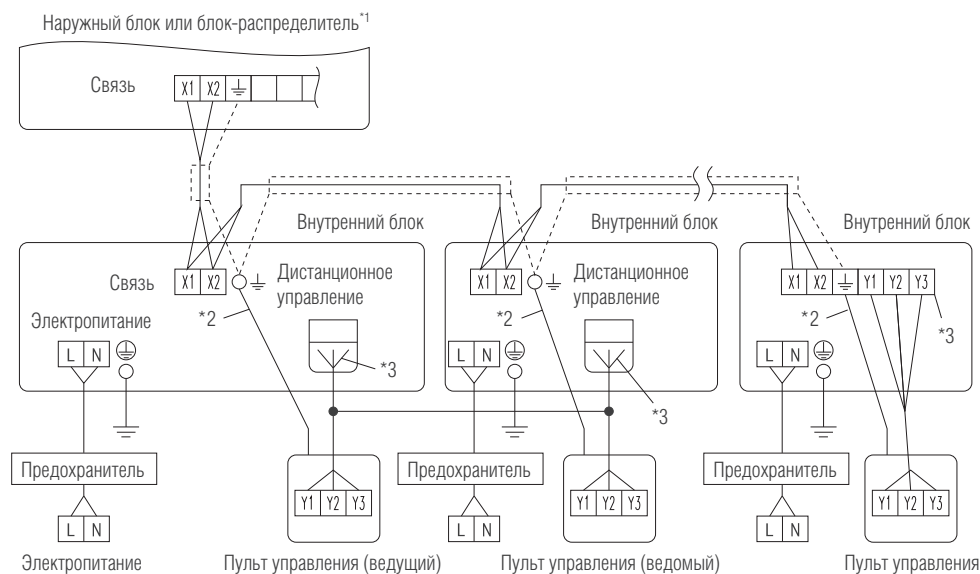 Наружный блок или блок-распределитель*1
Связь
X1 X2
Внутренний блок
Внутренний блок
Внутренний блок
Связь
X1 X2
Дистанционное
управление
X1 X2
Дистанционное
управление
X1 X2 Y1 Y2 Y3
*2
*2
*2
*3
Электропитание
L N
*3
L N
*3
L N
Предохранитель
Предохранитель
Предохранитель
Y1 Y2 Y3
Y1 Y2 Y3
Y1 Y2 Y3
L N
L N
L N
Электропитание
Пульт управления (ведущий)
Пульт управления (ведомый)
Пульт управления